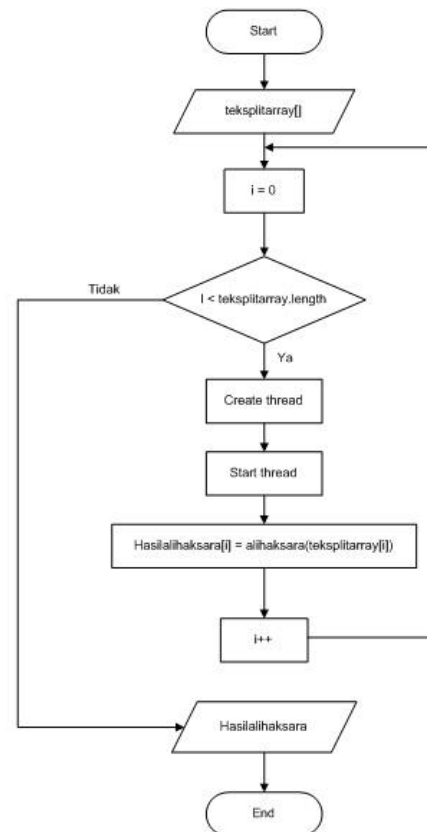 Start
teksplitarray[]
i = 0
I < teksplitarray.length
Tidak
Ya
Create thread
Start thread
Hasilalihaksara[i] = alihaksara(teksplitarray[i])
i++
Hasilalihaksara
End